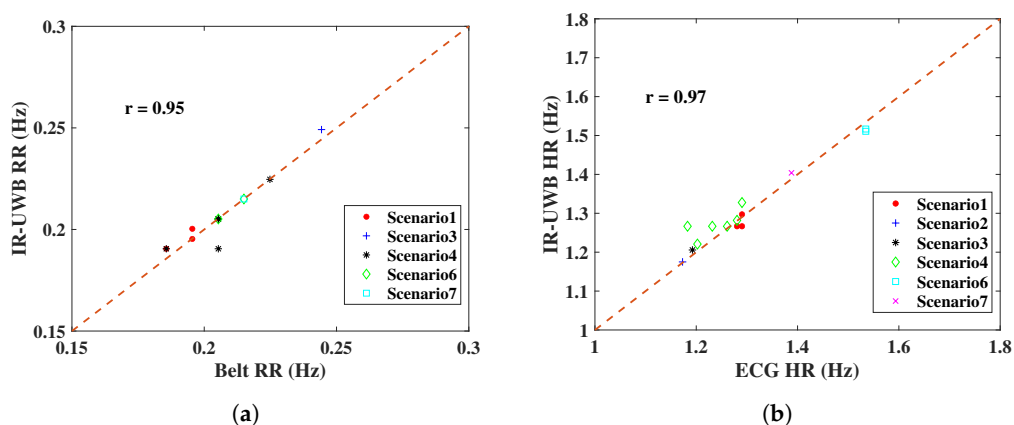 0.3
0.25
0.2
0.15
0.15
0.2
0.25
0.3
IR-UWB RR (Hz)
Belt RR (Hz)
r = 0.95
Scenario1
Scenario3
Scenario4
Scenario6
Scenario7
(a)
1.8
1.7
1.6
1.5
1.4
1.3
1.2
1.1
1
1
1.2
1.4
1.6
1.8
IR-UWB HR (Hz)
ECG HR (Hz)
r = 0.97
Scenario1
Scenario2
Scenario3
Scenario4
Scenario6
Scenario7
(b)